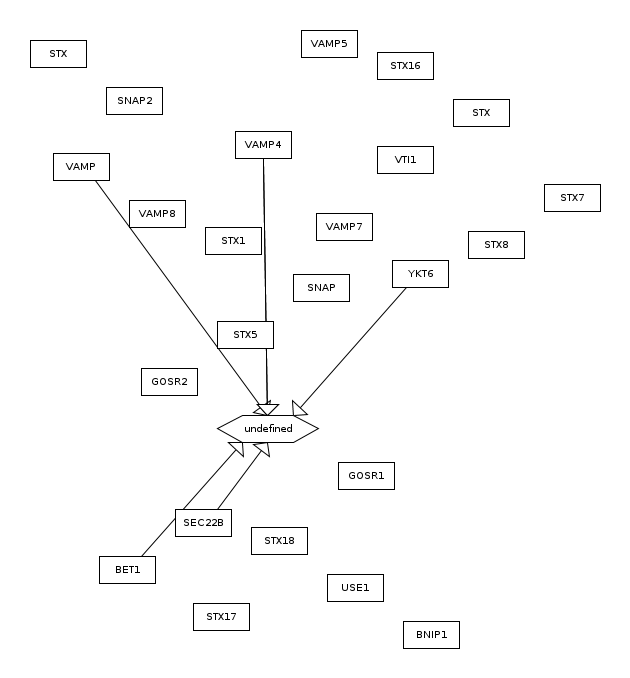 VAMP5
STX
STX16
SNAP2
STX
VAMP4
VTI1
VAMP
STX7
VAMP8
VAMP7
STX1
STX8
YKT6
SNAP
STX5
GOSR2
undefined
GOSR1
SEC22B
STX18
BET1
USE1
STX17
BNIP1